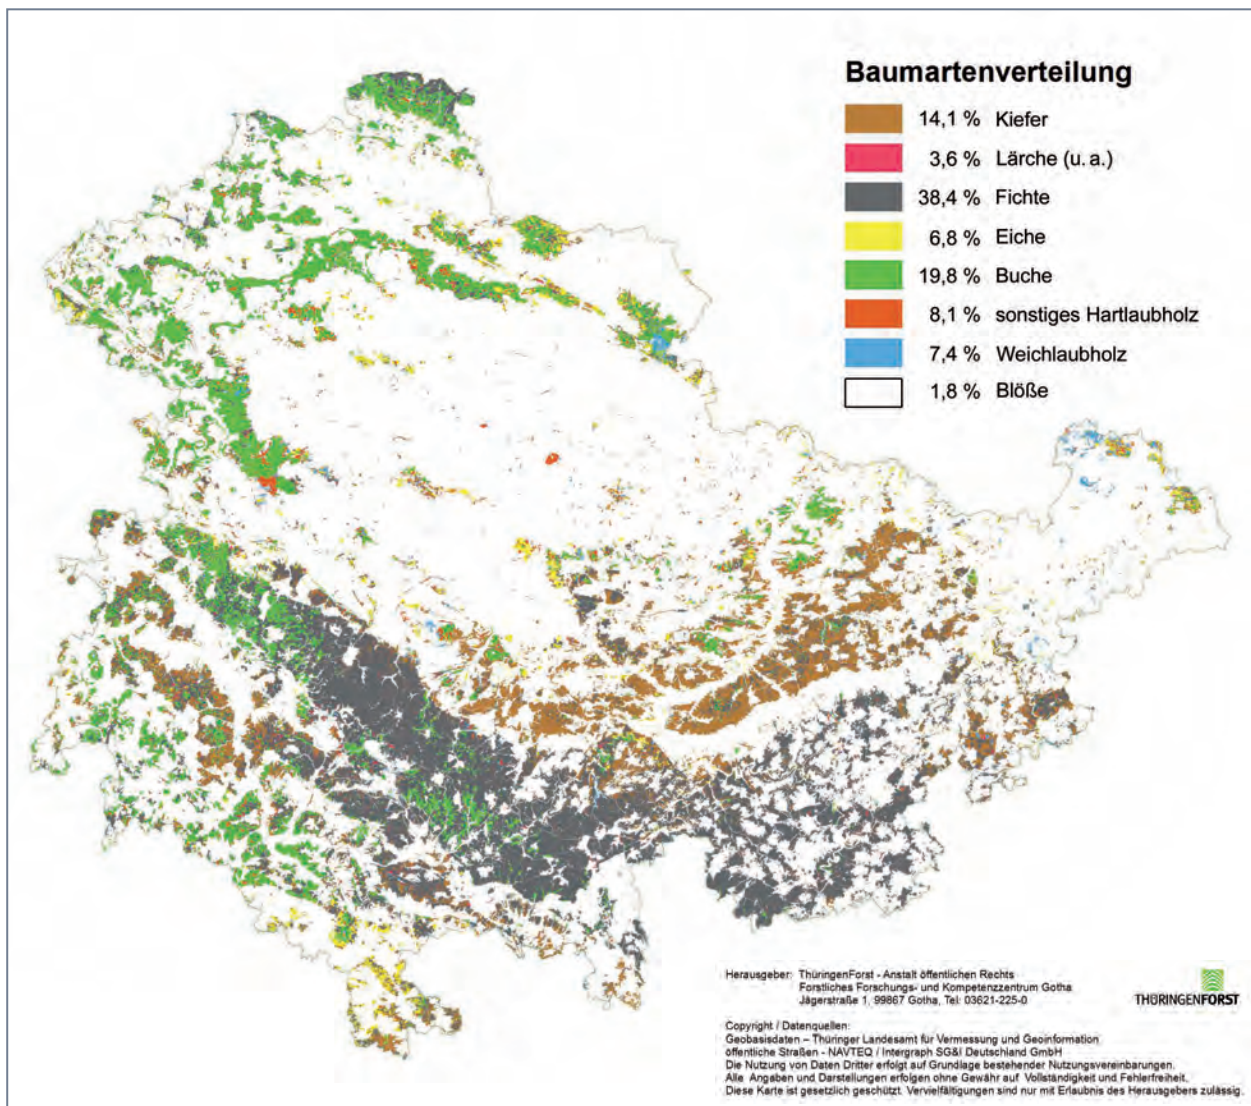 Baumartenverteilung
14,1 % Kiefer
3,6 % Lärche (u. a.)
38,4 % Fichte
6,8 % Eiche
19,8 % Buche
8,1 % sonstiges Hartlaubholz
7,4 % Weichlaubholz
1,8 % Blöße
Herausgeber: ThüringenForst - Anstalt öffentlichen Rechts
Forstliches Forschungs- und Kompetenzzentrum Gotha
Jägerstraße 1, 99867 Gotha, Tel: 03621-225-0
THÜRINGENFORST
Copyright / Datenquellen:
Geobasisdaten – Thüringer Landesamt für Vermessung und Geoinformation
öffentliche Straßen - NAVTEQ / Intergraph SG&I Deutschland GmbH
Die Nutzung von Daten Dritter erfolgt auf Grundlage bestehender Nutzungsvereinbarungen.
Alle Angaben und Darstellungen erfolgen ohne Gewähr auf Vollständigkeit und Fehlerfreiheit.
Diese Karte ist gesetzlich geschützt. Vervielfältigungen sind nur mit Erlaubnis des Herausgebers zulässig.